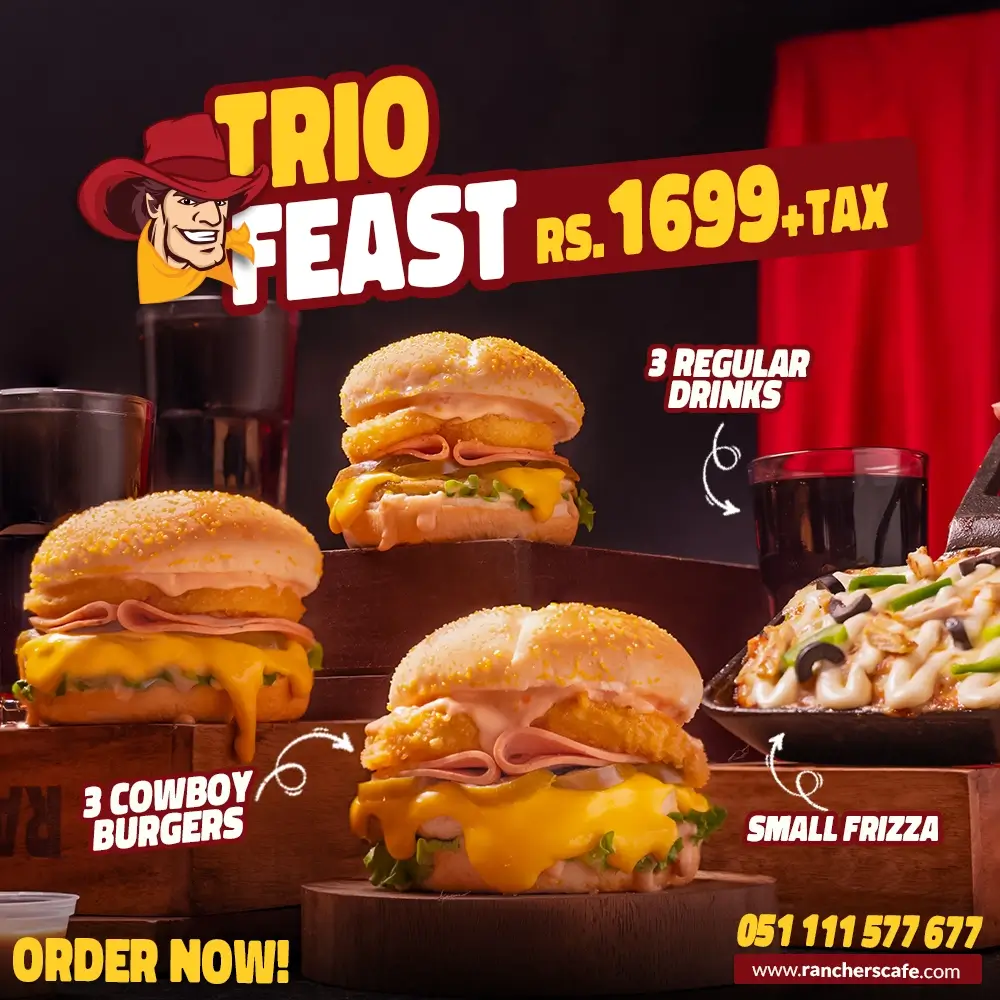 TRIO
FEAST
RS. 1699+TAX
3 REGULAR
DRINKS
3 COWBOY
BURGERS
SMALL FRIZZA
ORDER NOW!
051 111 577 677
www.rancherscafe.com